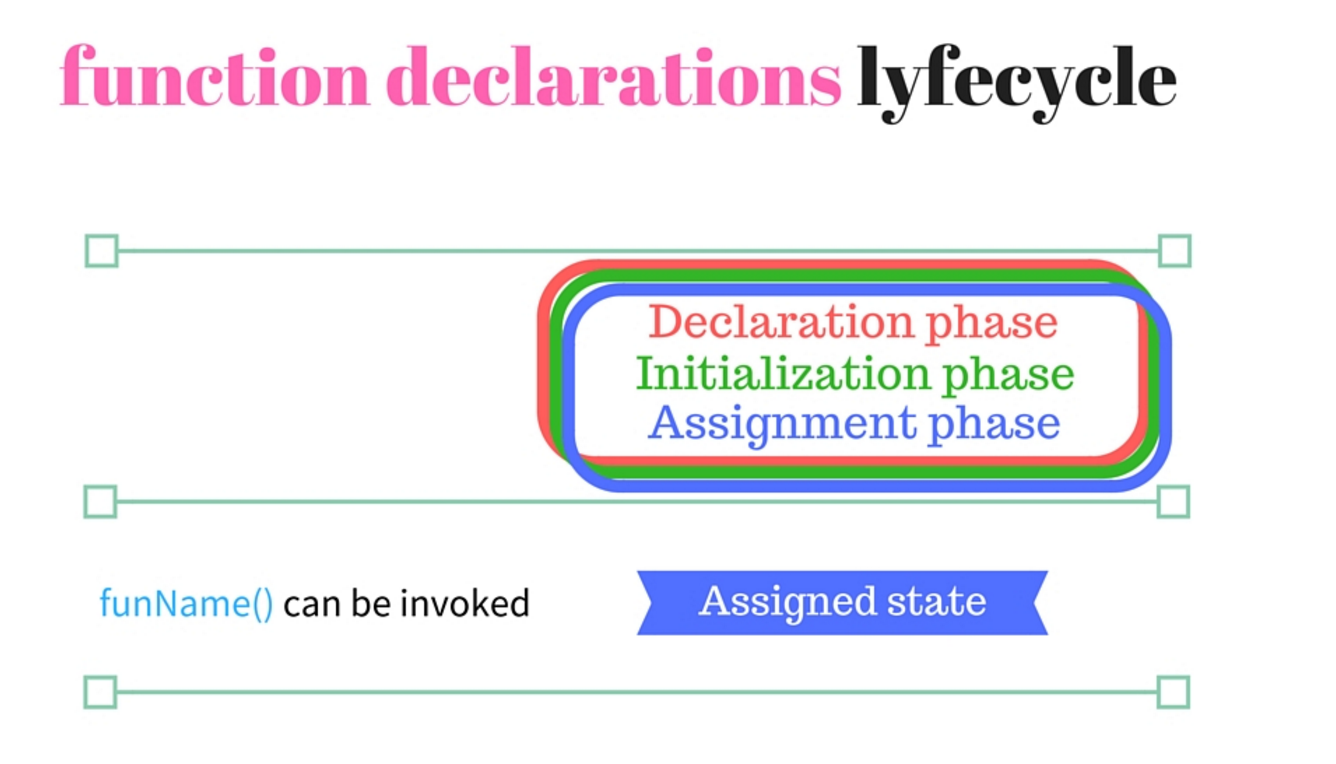 function declarations lyfecycle
Declaration phase
Initialization phase
Assignment phase
funName() can be invoked
Assigned state